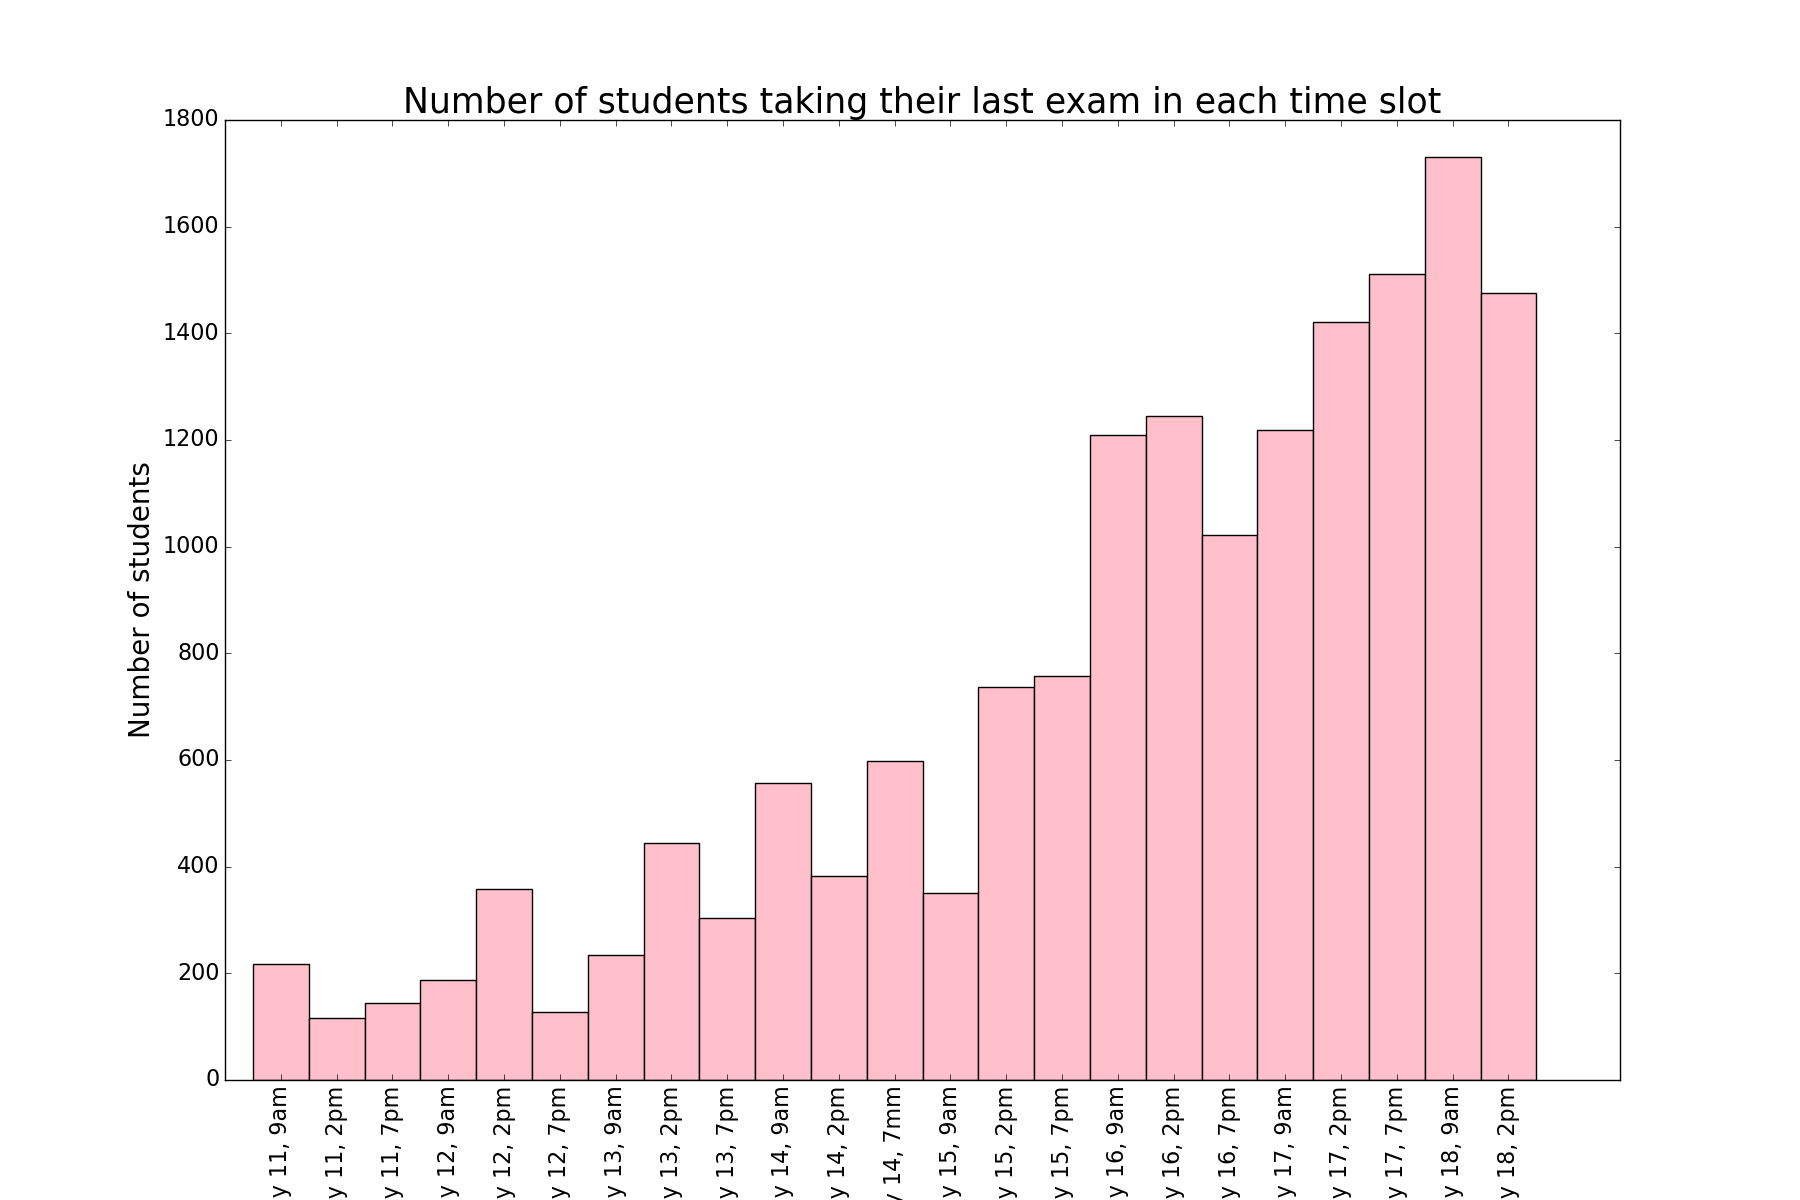 Number of students taking their last exam in each time slot
Number of students
1800
1600
1400
1200
1000
800
600
400
200
0
y 11, 9am
y 11, 2pm
y 11, 7pm
y 12, 9am
y 12, 2pm
y 12, 7pm
y 13, 9am
y 13, 2pm
y 13, 7pm
y 14, 9am
y 14, 2pm
y 14, 7mm
y 15, 9am
y 15, 2pm
y 15, 7pm
y 16, 9am
y 16, 2pm
y 16, 7pm
y 17, 9am
y 17, 2pm
y 17, 7pm
y 18, 9am
y 18, 2pm